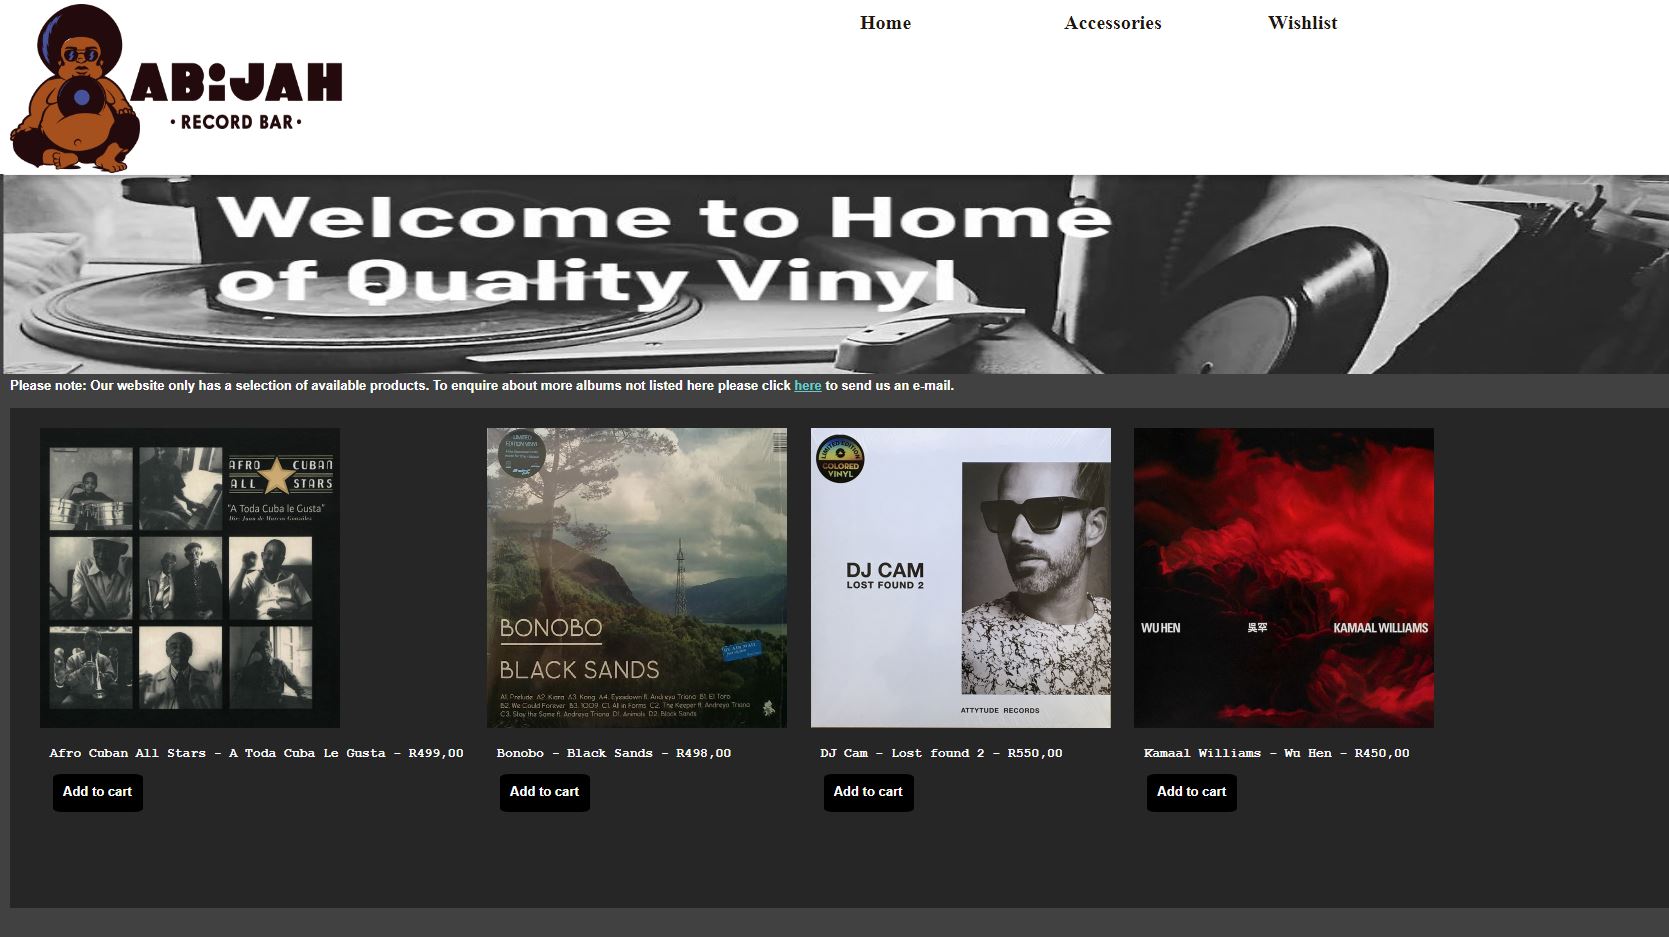 Home
Accessories
Wishlist
ABiJAH
• RECORD BAR •
Welcome to Home
of Quality Vinyl
Please note: Our website only has a selection of available products. To enquire about more albums not listed here please click here to send us an e-mail.
AFRO CUBAN
ALL STARS
"A Toda Cuba le Gusta"
Dir: Juan de Marcos González
LIMITED
EDITION VINYL
BONOBO
BLACK SANDS
A1. Prelude A2. Kiara A3. Kong A4. Eyesdown ft. Andreya Triana B1. El Toro
B2. We Could Forever B3. 1009 C1. All in Forms C2. The Keeper ft. Andreya Triana
C3. Stay the Same ft. Andreya Triana D1. Animals D2. Black Sands
LIMITED EDITION
COLORED
VINYL
DJ CAM
LOST FOUND 2
ATTYTUDE RECORDS
WU HEN
吳罕
KAMAAL WILLIAMS
Afro Cuban All Stars - A Toda Cuba Le Gusta - R499,00
Bonobo - Black Sands - R498,00
DJ Cam - Lost found 2 - R550,00
Kamaal Williams - Wu Hen - R450,00
Add to cart
Add to cart
Add to cart
Add to cart